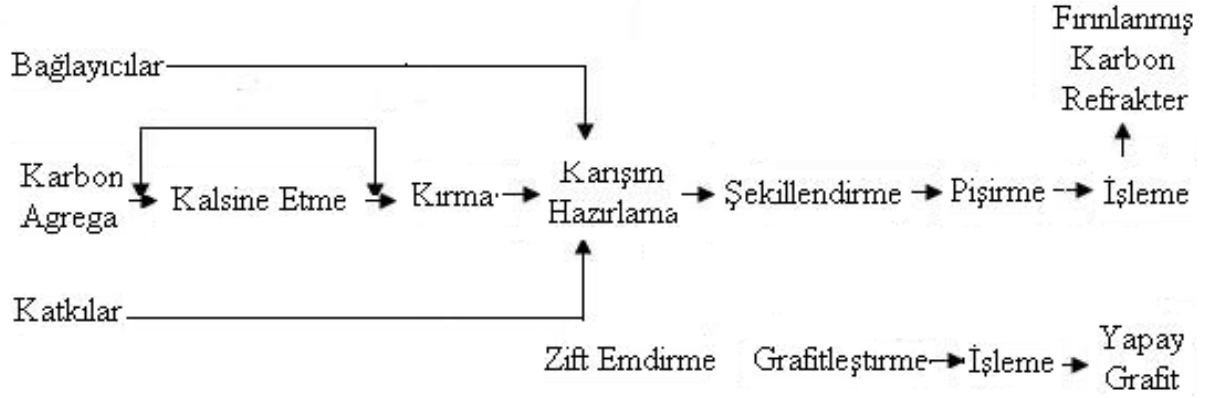 Fırınlanmış
Karbon
Refrakter
Bağlayıcılar
Karbon
Agrega
Kalsine Etme
Kırma
Karışım
Hazırlama
Şekillendirme
Pişirme
İşleme
Katkılar
Zift Emdirme
Grafitleştırme
İşleme
Yapay
Grafit